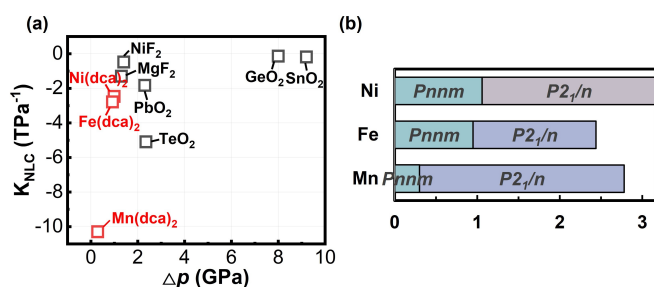 (a)
K_NLC (TPa⁻¹)
0
-2
-4
-6
-8
-10
NiF₂
MgF₂
Ni(dca)₂
Fe(dca)₂
PbO₂
TeO₂
GeO₂
SnO₂
Mn(dca)₂
0 2 4 6 8 10
△p (GPa)
(b)
Ni Pnnm P2₁/n
Fe Pnnm P2₁/n
Mn Pnnm P2₁/n
0 1 2 3